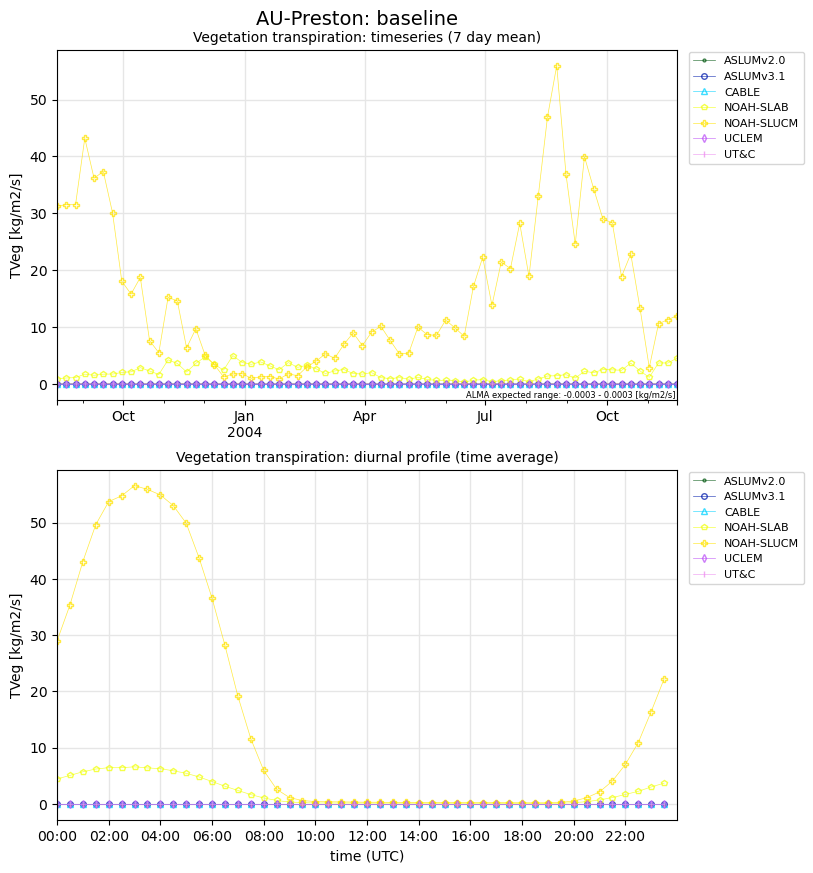 AU-Preston: baseline
Vegetation transpiration: timeseries (7 day mean)
TVeg [kg/m2/s]
50
40
30
20
10
0
Oct
Jan
2004
Apr
Jul
Oct
ALMA expected range: -0.0003 - 0.0003 [kg/m2/s]
ASLUMv2.0
ASLUMv3.1
CABLE
NOAH-SLAB
NOAH-SLUCM
UCLEM
UT&C
Vegetation transpiration: diurnal profile (time average)
TVeg [kg/m2/s]
50
40
30
20
10
0
00:00
02:00
04:00
06:00
08:00
10:00
12:00
14:00
16:00
18:00
20:00
22:00
time (UTC)
ASLUMv2.0
ASLUMv3.1
CABLE
NOAH-SLAB
NOAH-SLUCM
UCLEM
UT&C